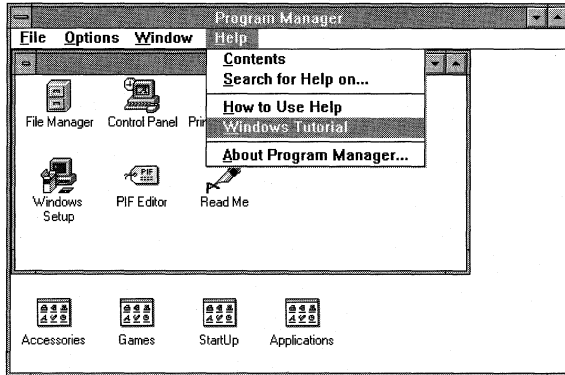 Program Manager
File Options Window Help
Contents
Search for Help on...
How to Use Help
Windows Tutorial
About Program Manager...
File Manager Control Panel
Windows Setup
PIF
PIF Editor
Read Me
Accessories Games StartUp Applications